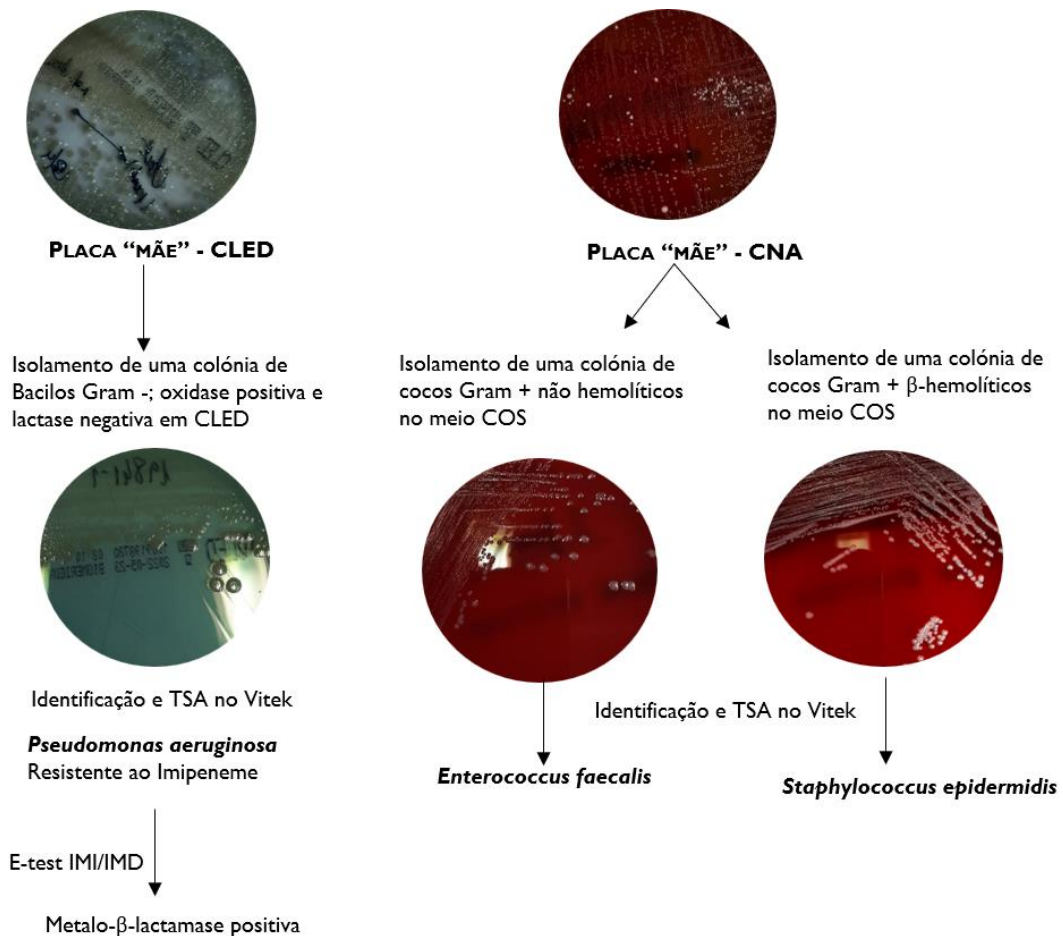 PLACA “MÃE” - CLED
PLACA “MÃE” - CNA
Isolamento de uma colónia de
Bacilos Gram -; oxidase positiva e
lactase negativa em CLED
Isolamento de uma colónia de
cocos Gram + não hemolíticos
no meio COS
Isolamento de uma colónia de
cocos Gram + β-hemolíticos
no meio COS
19841-1
Identificação e TSA no Vitek
Pseudomonas aeruginosa
Resistente ao Imipeneme
Identificação e TSA no Vitek
Enterococcus faecalis
Staphylococcus epidermidis
E-test IMI/IMD
Metalo-β-lactamase positiva